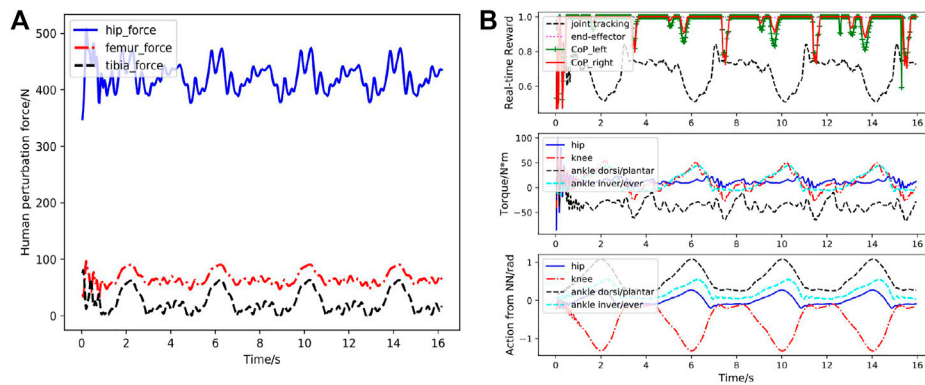 A
Human perturbation force/N
500
400
300
200
100
0
hip_force
femur_force
tibia_force
0 2 4 6 8 10 12 14 16
Time/s
B
Real-time Reward
1.0
0.8
0.6
joint tracking
end-effector
CoP_left
CoP_right
0 2 4 6 8 10 12 14 16
Torque/N*m
100
75
50
25
0
−50
hip
knee
ankle dorsi/plantar
ankle inver/ever
0 2 4 6 8 10 12 14 16
Action from NN/rad
1
0
−1
hip
knee
ankle dorsi/plantar
ankle inver/ever
0 2 4 6 8 10 12 14 16
Time/s